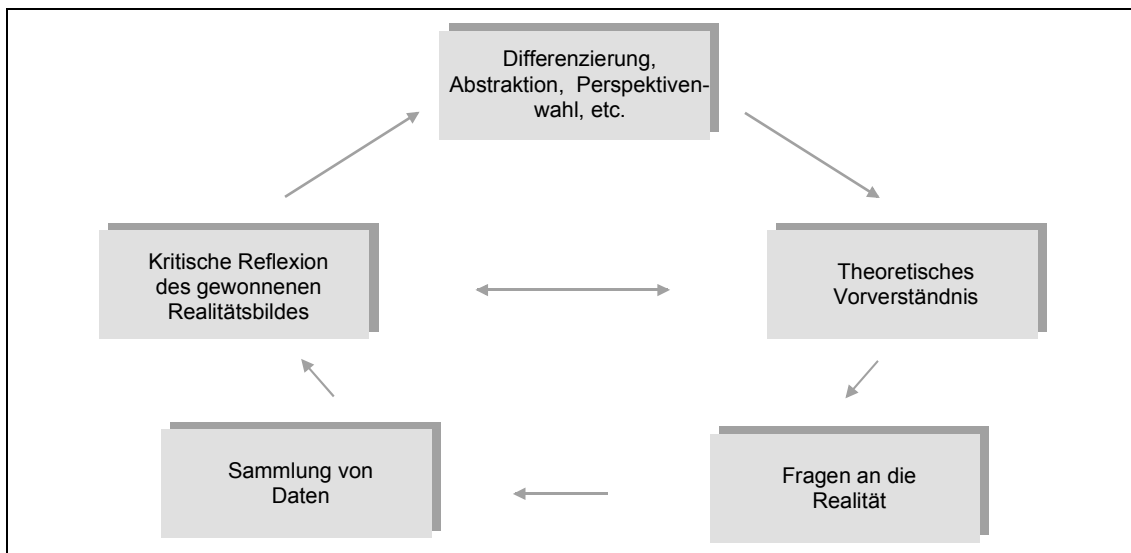 Differenzierung,
Abstraktion, Perspektiven-
wahl, etc.
Kritische Reflexion
des gewonnenen
Realitätsbildes
Theoretisches
Vorverständnis
Sammlung von
Daten
Fragen an die
Realität